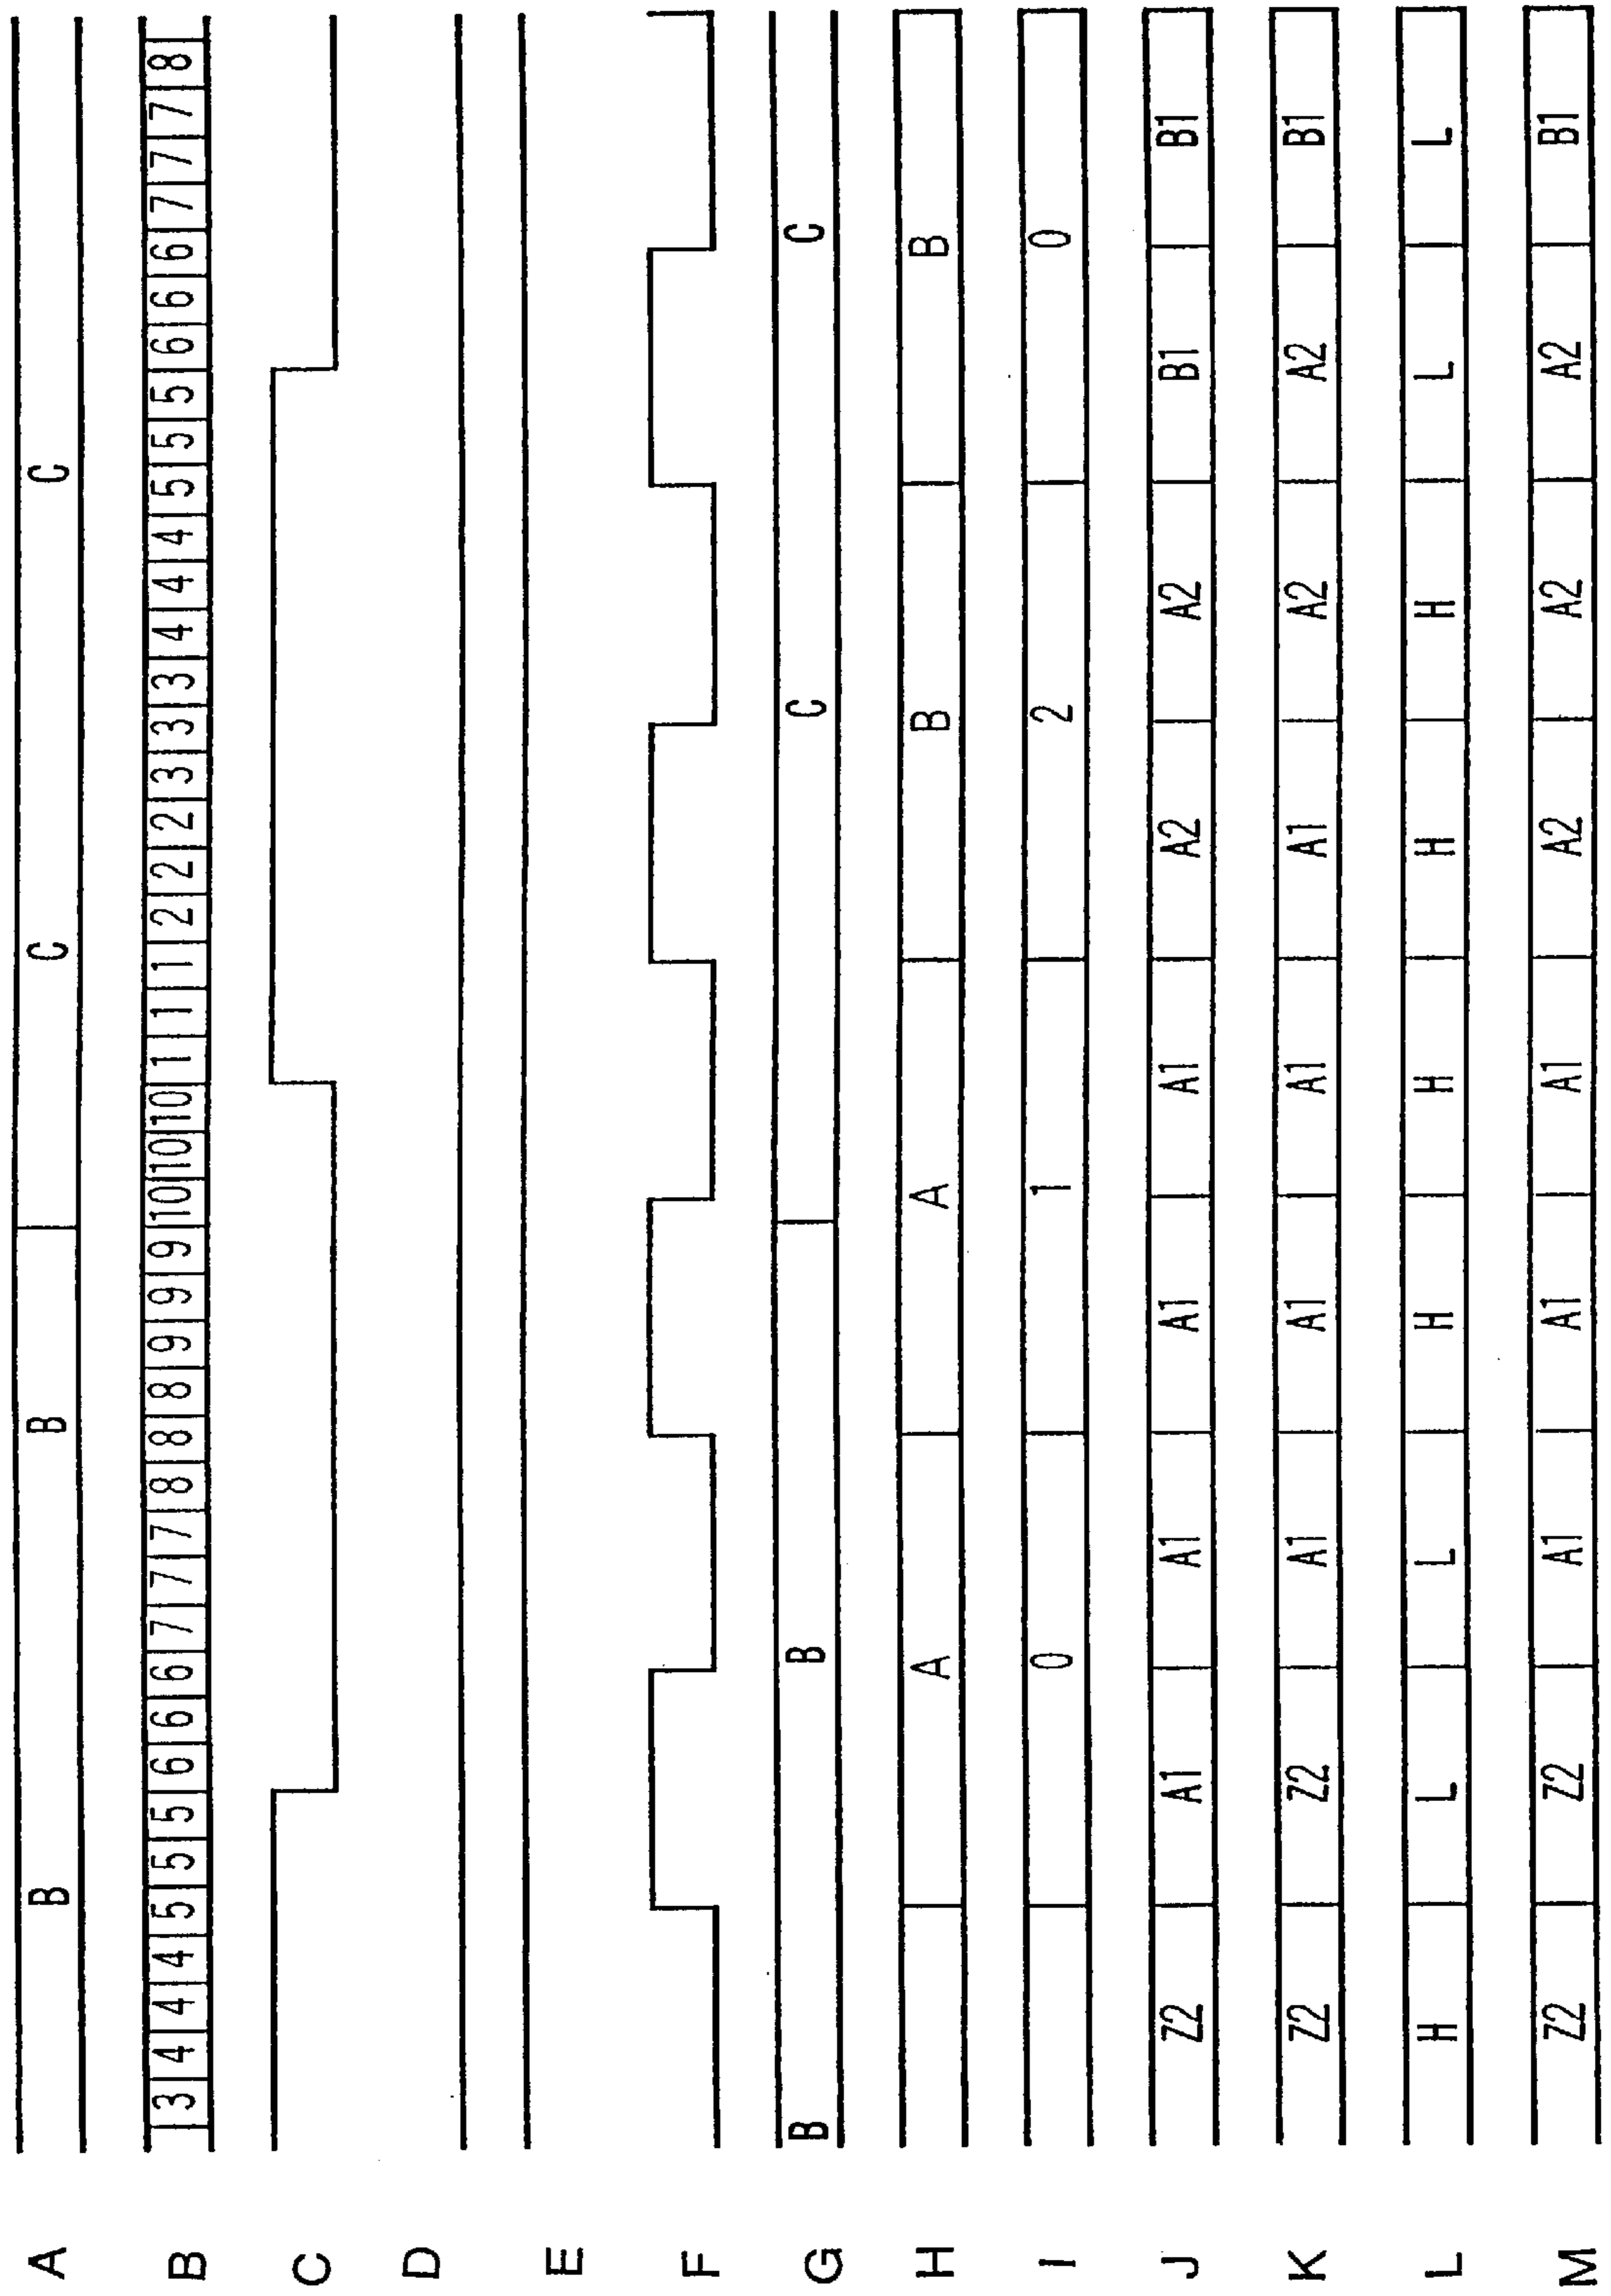 A B B C C
B 3 4 4 4 5 5 5 6 6 6 7 7 7 8 8 8 9 9 9 10 10 10 1 1 1 2 2 2 3 3 3 4 4 4 5 5 5 6 6 6 7 7 7 8
C
D
E
F
G B B C C
H A A B B
I 0 1 2 0
J Z2 A1 A1 A1 A1 A2 A2 B1 B1
K Z2 Z2 A1 A1 A1 A1 A2 A2 B1
L H L L H H H H L L
M Z2 Z2 A1 A1 A1 A2 A2 A2 B1